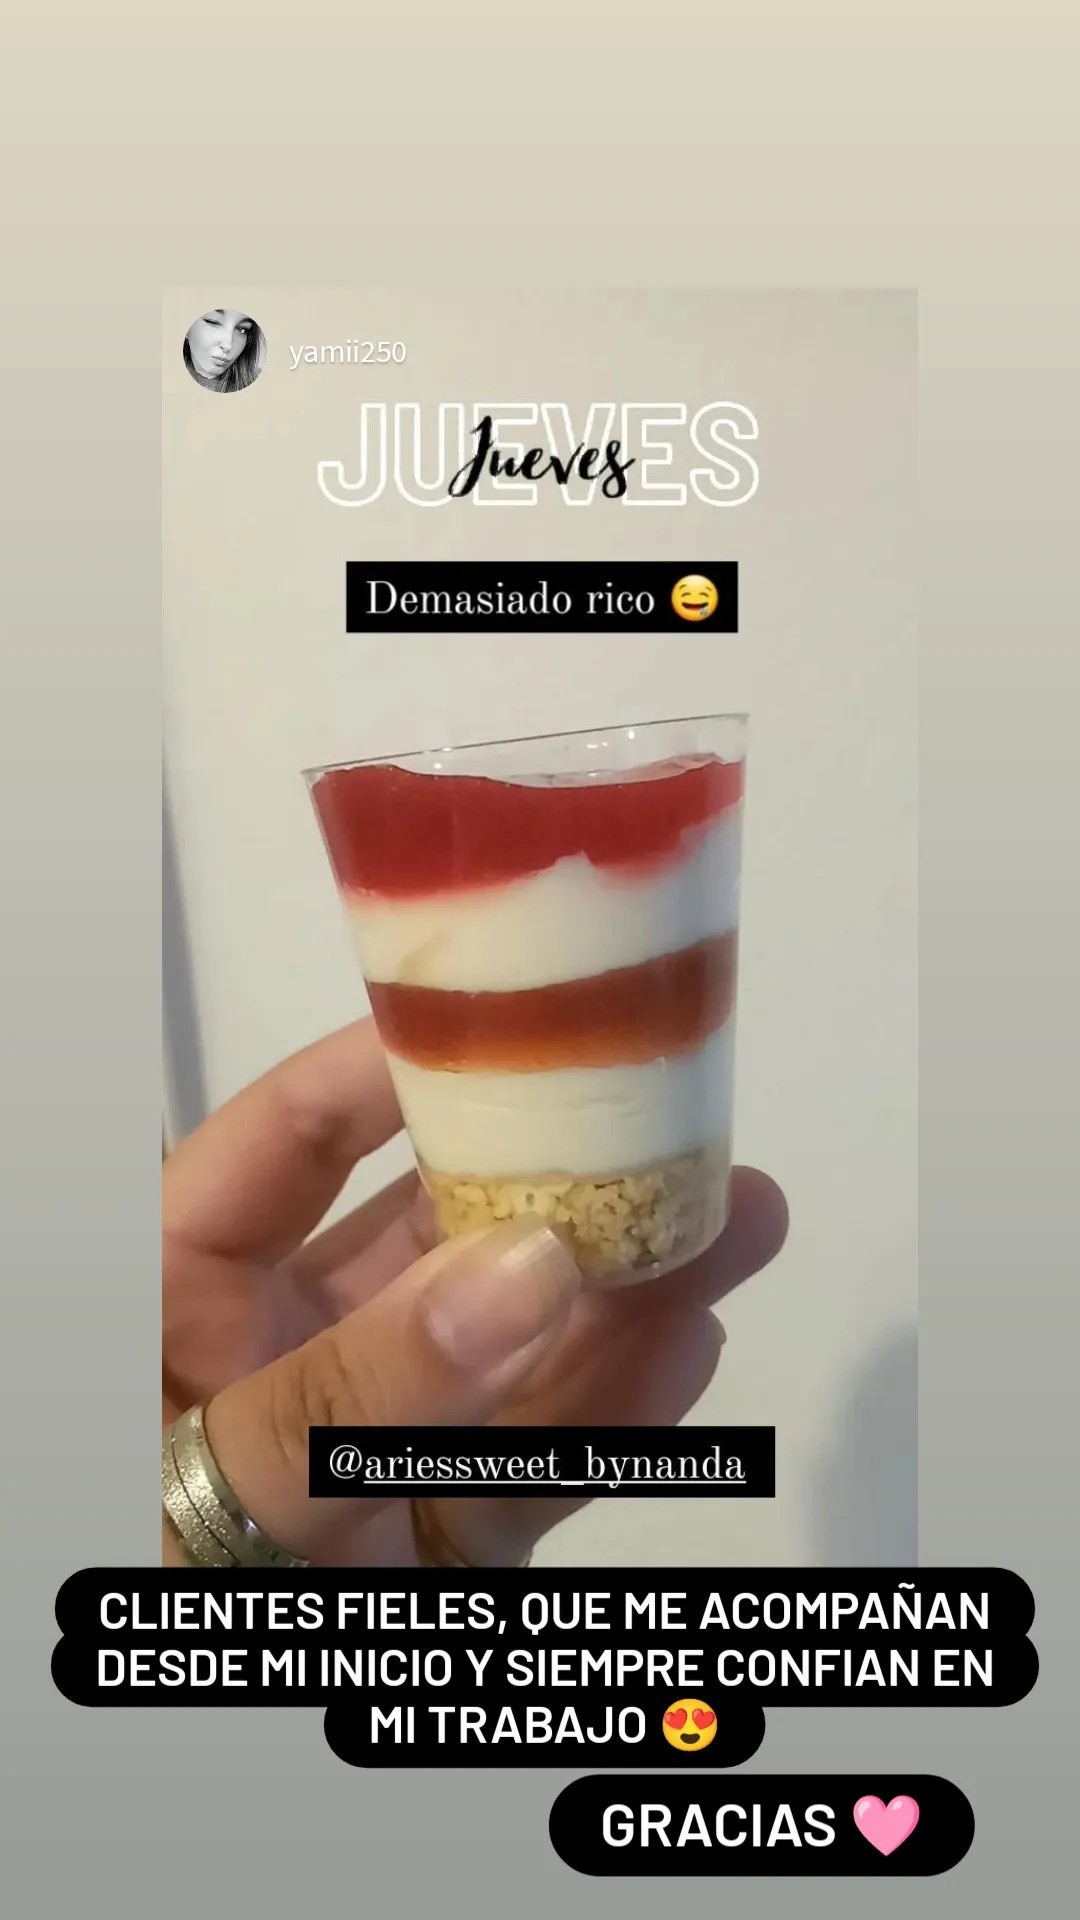 yamii250
JUEVES
Jueves
Demasiado rico 🤤
@ariessweet_bynanda
CLIENTES FIELES, QUE ME ACOMPAÑAN
DESDE MI INICIO Y SIEMPRE CONFIAN EN
MI TRABAJO 😍
GRACIAS 🩷